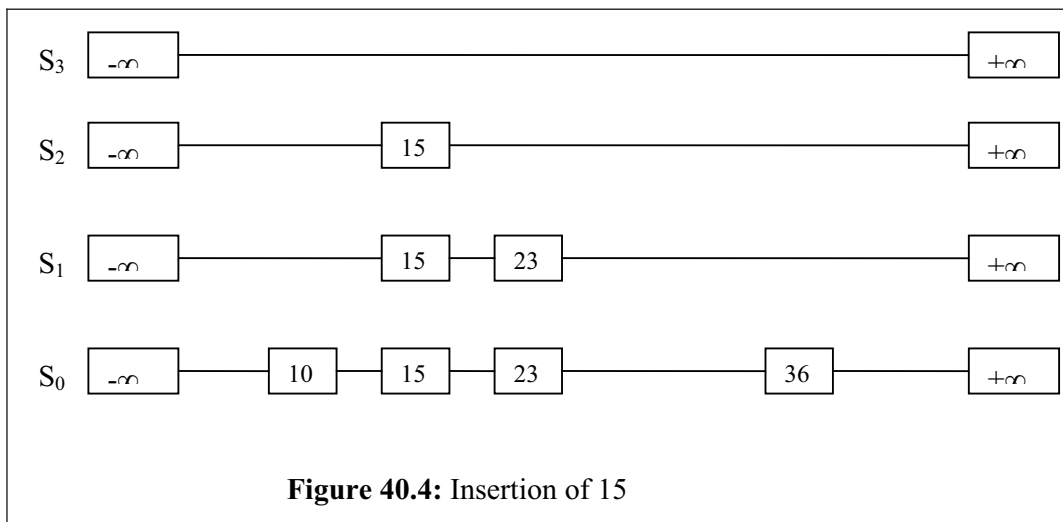 S3 -∞ +∞
S2 -∞ 15 +∞
S1 -∞ 15 23 +∞
S0 -∞ 10 15 23 36 +∞
Figure 40.4: Insertion of 15